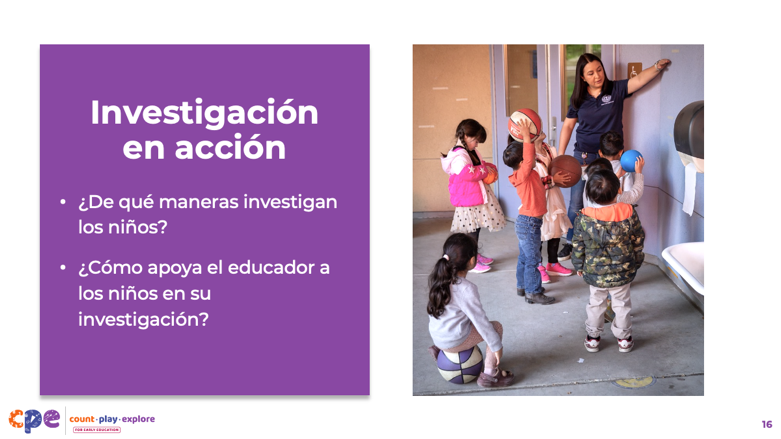 Investigación
en acción
• ¿De qué maneras investigan
los niños?
• ¿Cómo apoya el educador a
los niños en su
investigación?
cpe
count·play·explore
FOR EARLY EDUCATION
16